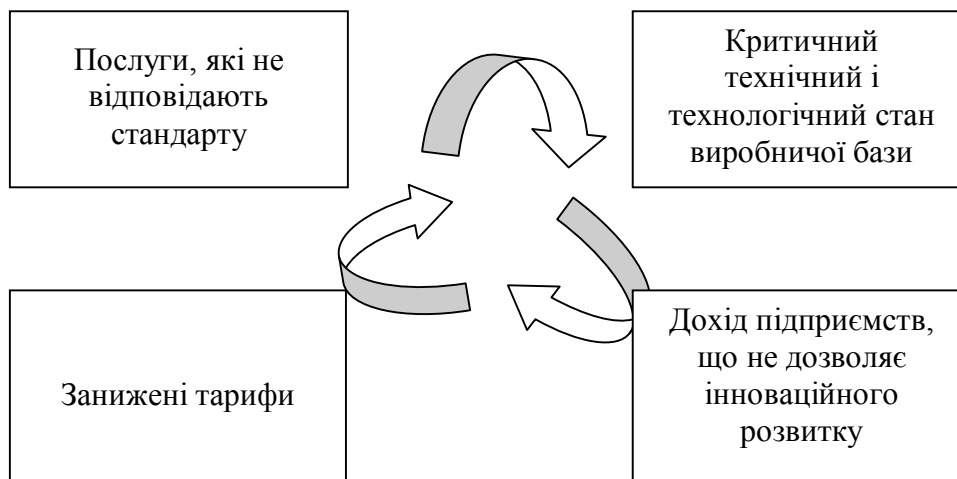 Послуги, які не
відповідають
стандарту
Критичний
технічний і
технологічний стан
виробничої бази
Занижені тарифи
Дохід підприємств,
що не дозволяє
інноваційного
розвитку